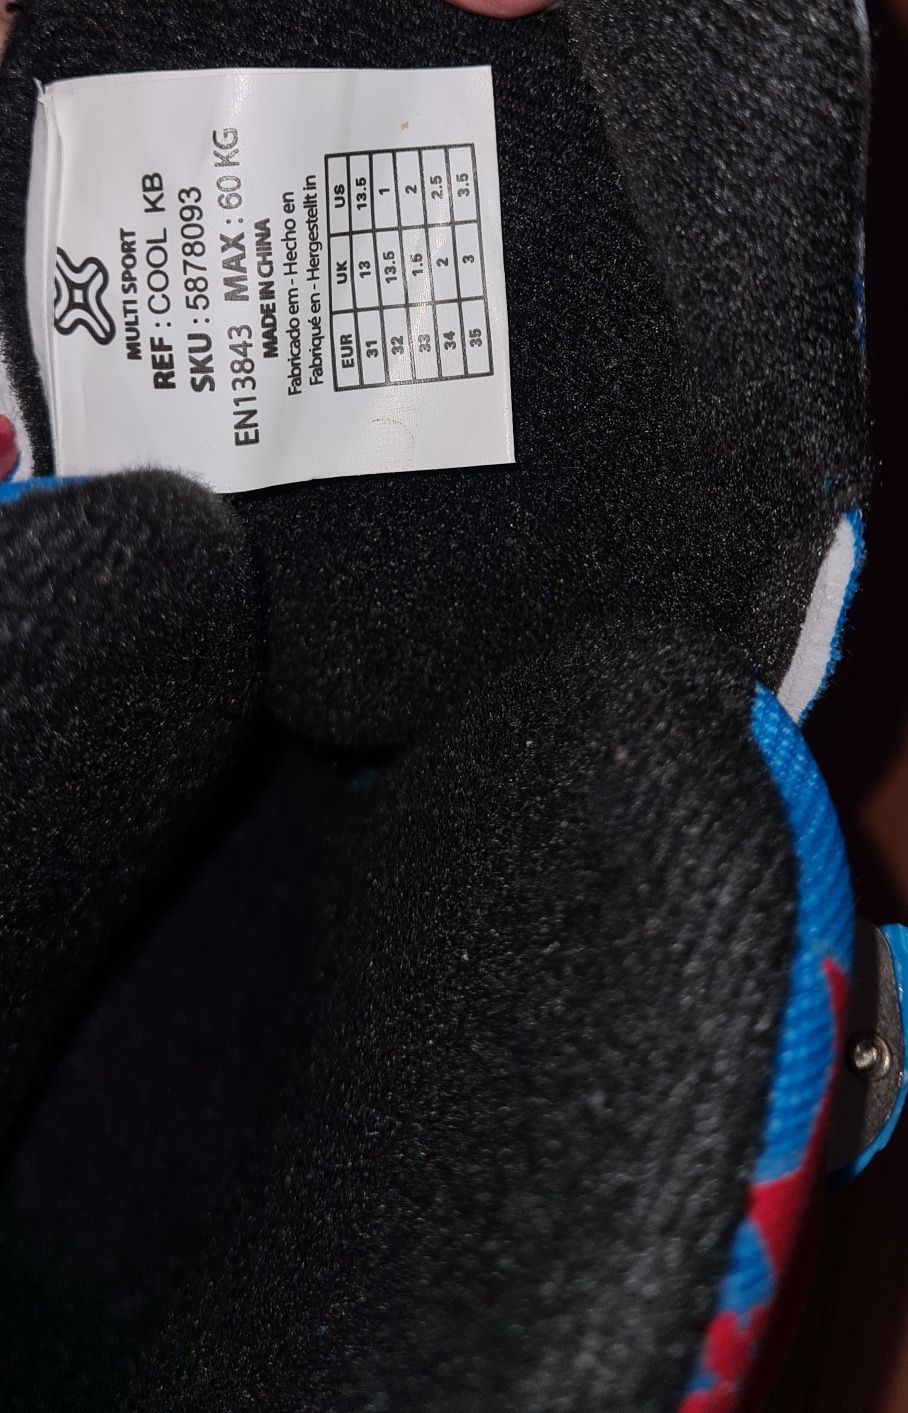 MULTI SPORT
REF : COOL KB
SKU : 5878093
EN13843 MAX : 60 KG
MADE IN CHINA
Fabricado em - Hecho en
Fabriqué en - Hergestellt in
EUR UK US
31 13 13.5
32 13.5 1
33 1.5 2
34 2 2.5
35 3 3.5